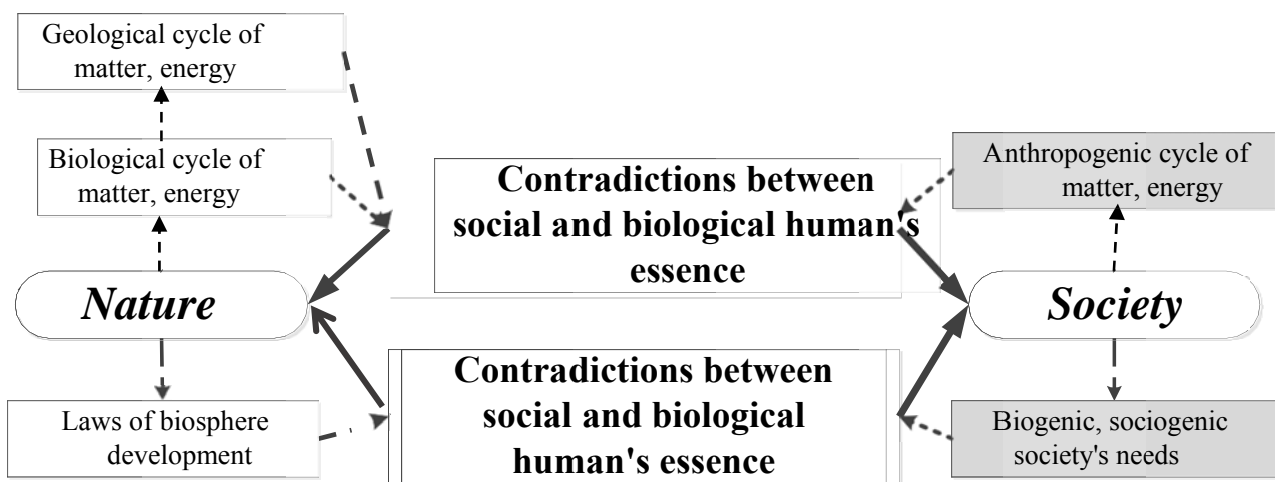 Geological cycle of
matter, energy
Biological cycle of
matter, energy
Nature
Laws of biosphere
development
Contradictions between
social and biological human's
essence
Contradictions between
social and biological
human's essence
Anthropogenic cycle of
matter, energy
Society
Biogenic, sociogenic
society's needs